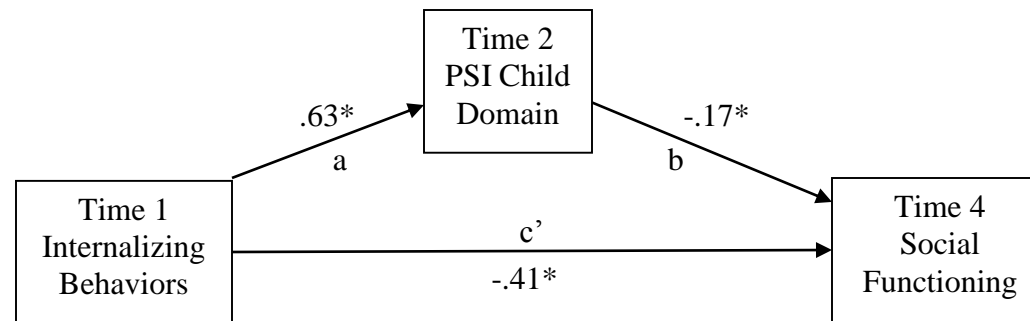 Time 2
PSI Child
Domain
.63*
-.17*
a
b
Time 1
Internalizing
Behaviors
c’
-.41*
Time 4
Social
Functioning